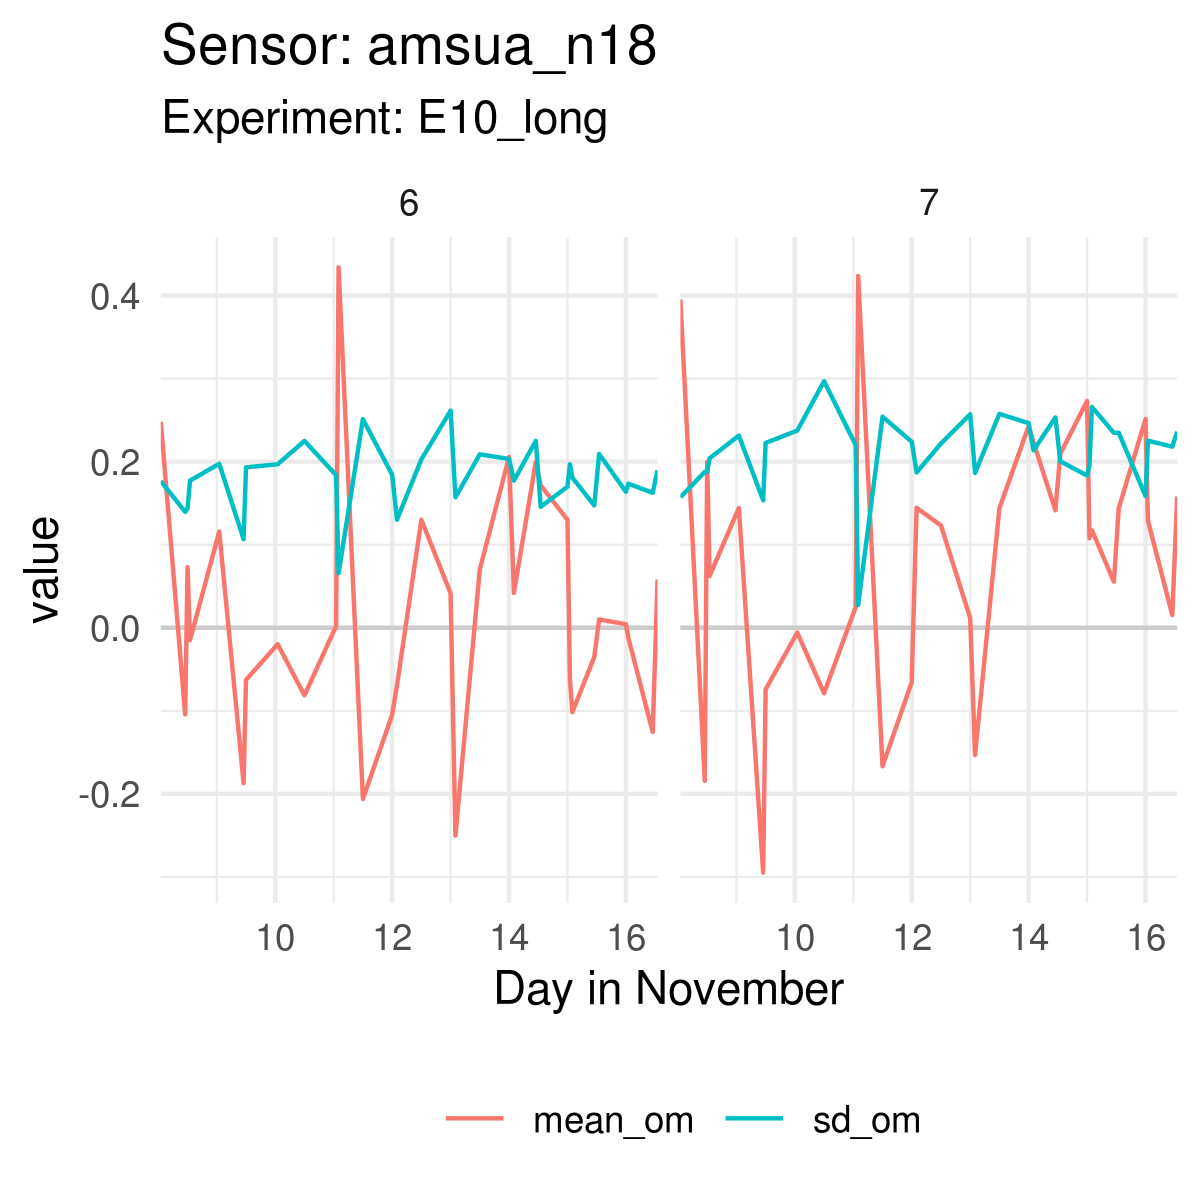 Sensor: amsua_n18
Experiment: E10_long
6 7
0.4
0.2
0.0
-0.2
value
10 12 14 16 10 12 14 16
Day in November
mean_om sd_om